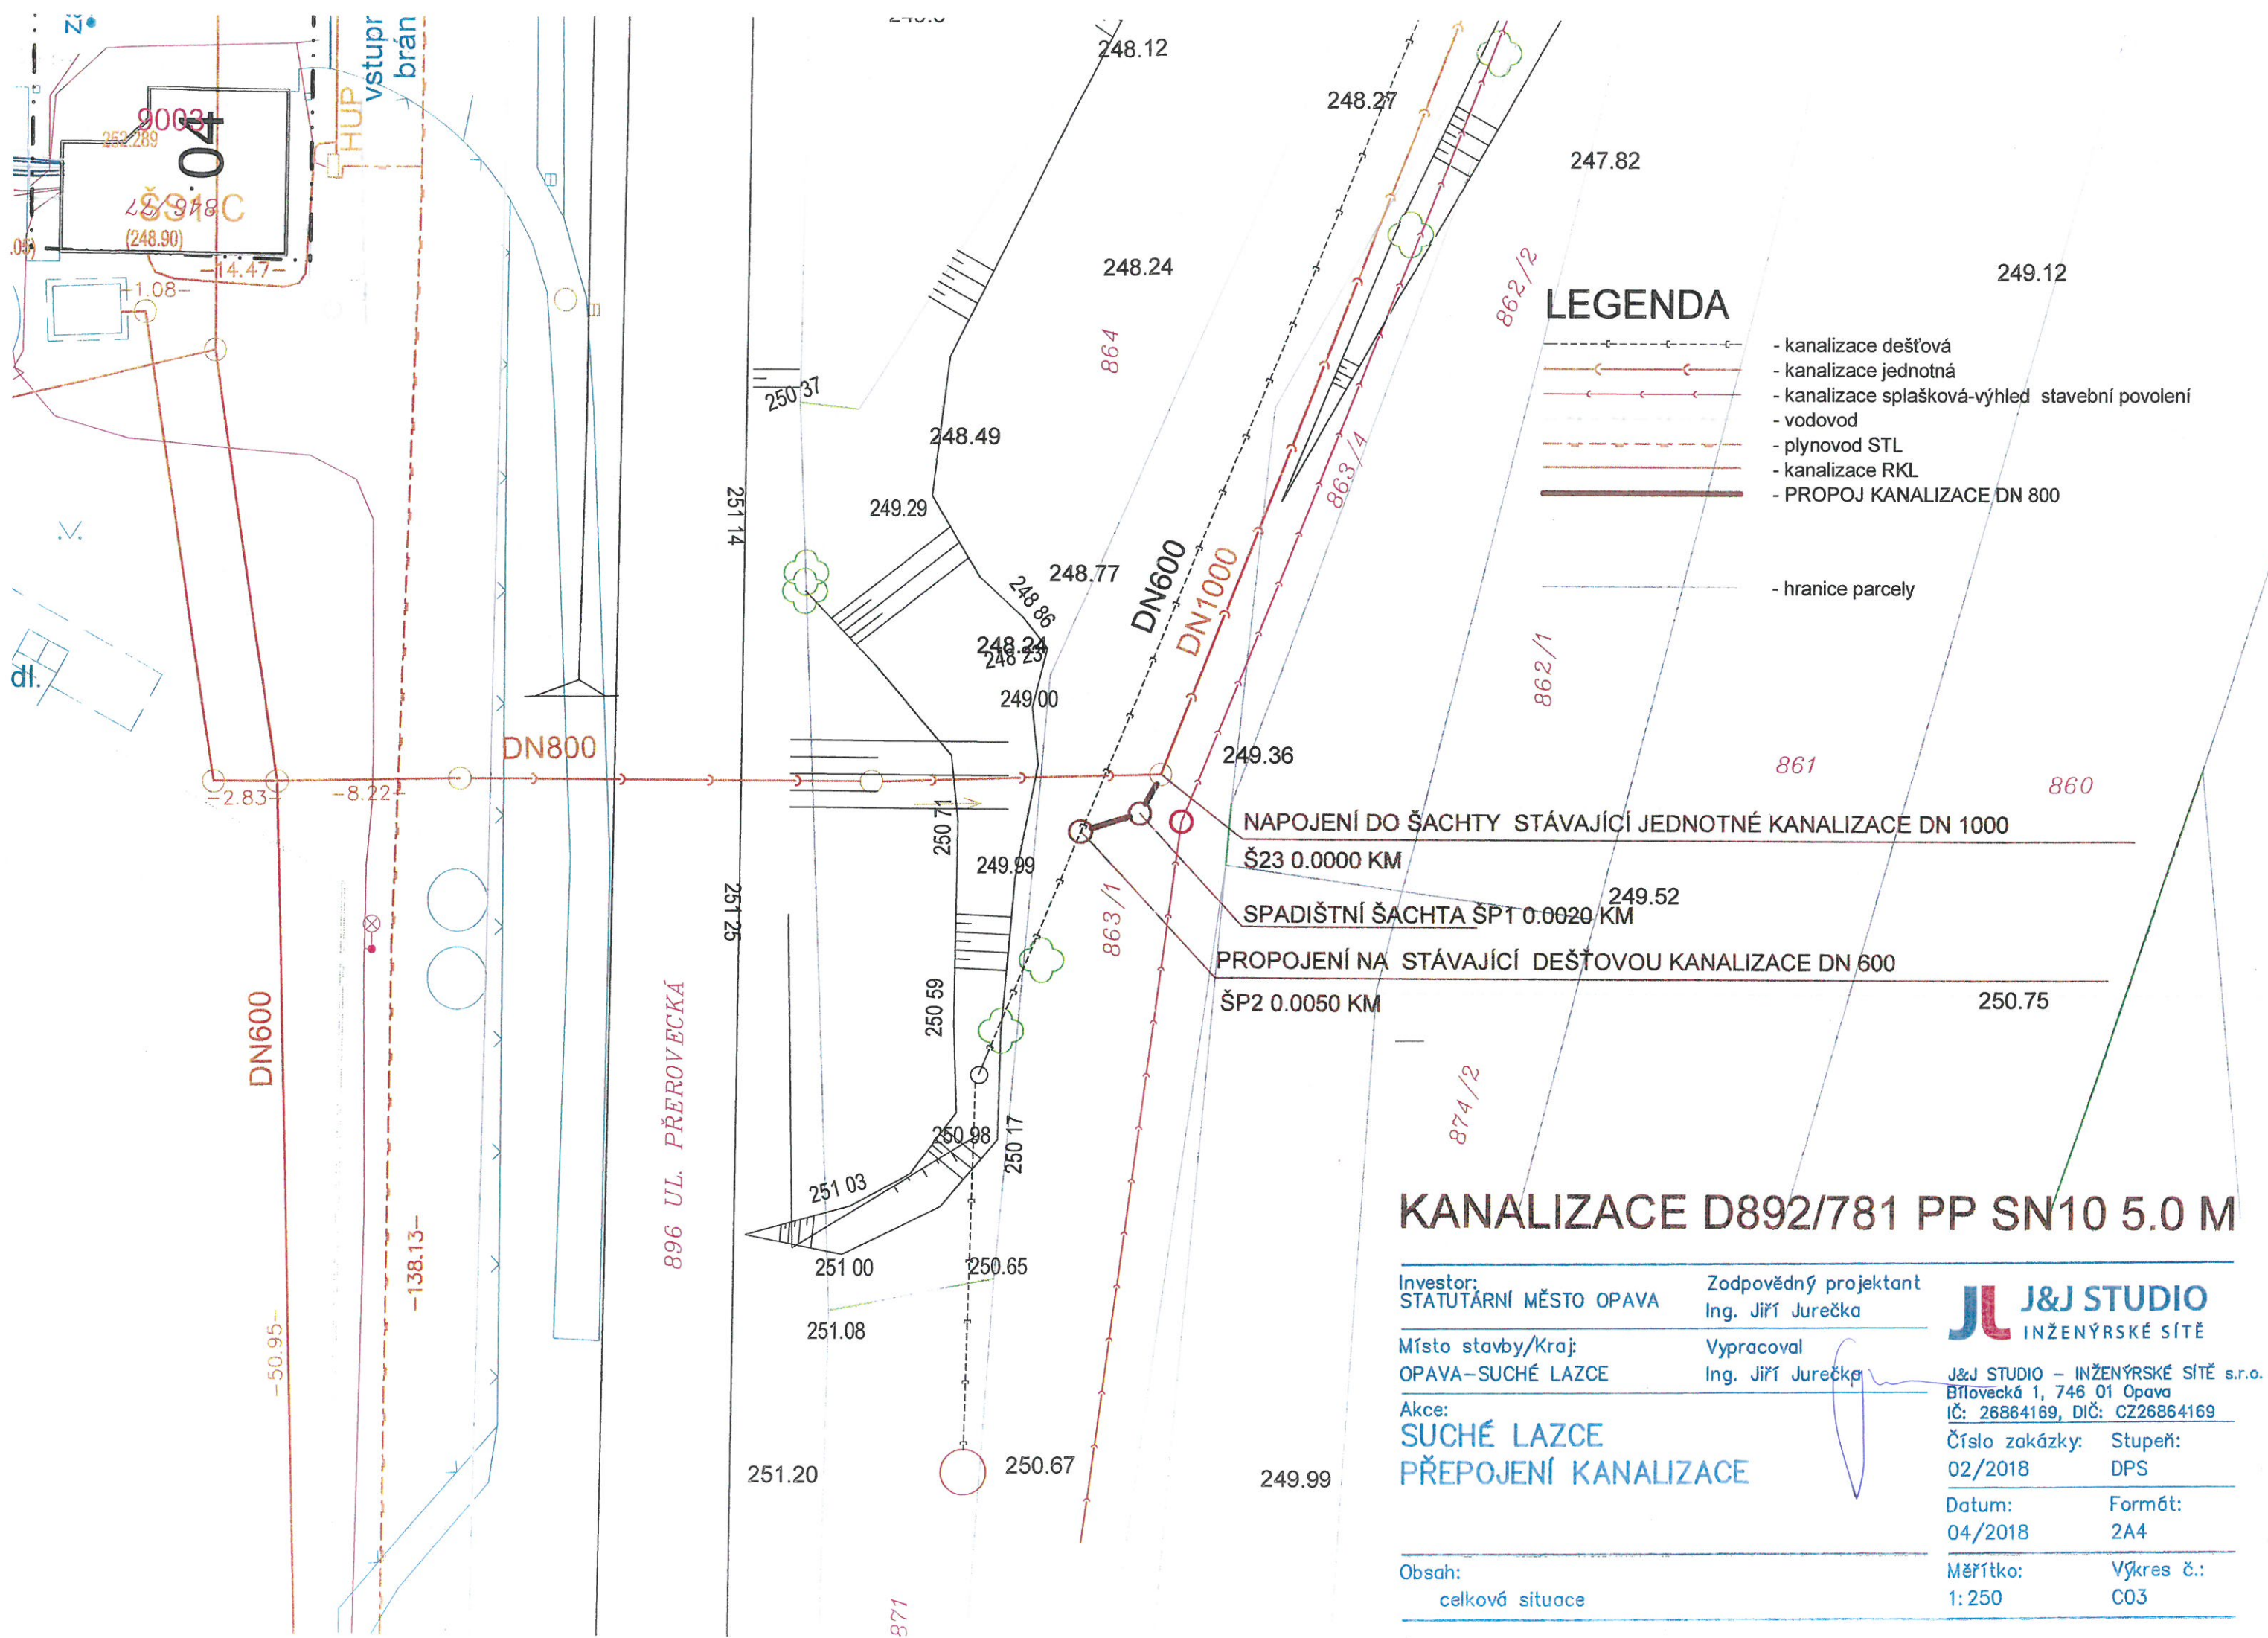 vstupr
brán
HUP
9003
252.289
04
ŠS1-C
846/77
(248.90)
-14.47-
-1.08-
dl.
248.12
248.27
247.82
248.24
249.12
864
862/2
250 37
248.49
251 14
249.29
248.77
248 86
248.24
248 23
249 00
DN600
DN1000
863/4
862/1
LEGENDA
- kanalizace dešťová
- kanalizace jednotná
- kanalizace splašková-výhled stavební povolení
- vodovod
- plynovod STL
- kanalizace RKL
- PROPOJ KANALIZACE DN 800
- hranice parcely
DN800
-2.83-
-8.22-
249.36
861
860
250 71
249.99
863/1
251 25
NAPOJENÍ DO ŠACHTY STÁVAJÍCÍ JEDNOTNÉ KANALIZACE DN 1000
Š23 0.0000 KM
249.52
SPADIŠTNÍ ŠACHTA ŠP1 0.0020 KM
PROPOJENÍ NA STÁVAJÍCÍ DEŠŤOVOU KANALIZACE DN 600
ŠP2 0.0050 KM
250.75
DN600
250 59
896 UL. PŘEROVECKÁ
874/2
250 98
250 17
251 03
251 00
250.65
251.08
-138.13-
-50.95-
251.20
250.67
249.99
871
KANALIZACE D892/781 PP SN10 5.0 M
Investor:
STATUTÁRNÍ MĚSTO OPAVA
Zodpovědný projektant
Ing. Jiří Jurečka
Místo stavby/Kraj:
OPAVA-SUCHÉ LAZCE
Vypracoval
Ing. Jiří Jurečka
Akce:
SUCHÉ LAZCE
PŘEPOJENÍ KANALIZACE
Obsah:
celková situace
J&J STUDIO
INŽENÝRSKÉ SÍTĚ
J&J STUDIO – INŽENÝRSKÉ SÍTĚ s.r.o.
Bílovecká 1, 746 01 Opava
IČ: 26864169, DIČ: CZ26864169
Číslo zakázky:
02/2018
Stupeň:
DPS
Datum:
04/2018
Formát:
2A4
Měřítko:
1:250
Výkres č.:
C03